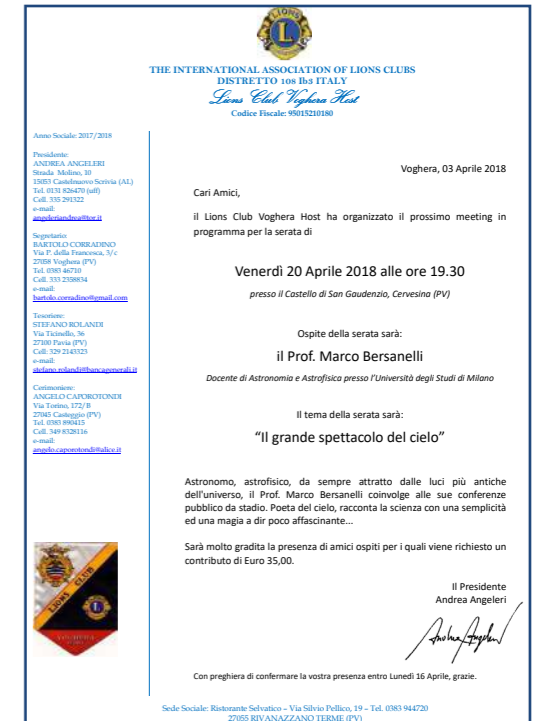 LIONS
L
INTERNATIONAL
THE INTERNATIONAL ASSOCIATION OF LIONS CLUBS
DISTRETTO 108 Ib3 ITALY
Lions Club Voghera Host
Codice Fiscale: 95015210180
Anno Sociale 2017/2018
Presidente:
ANDREA ANGELERI
Strada Molino, 10
15053 Castelnuovo Scrivia (AL)
Tel. 0131 826470 (uff)
Cell. 335 291322
e-mail:
angeleriandrea@tor.it
Segretario:
BARTOLO CORRADINO
Via P. della Francesca, 3/c
27058 Voghera (PV)
Tel. 0383 46710
Cell. 333 2358834
e-mail:
bartolo.corradino@gmail.com
Tesoriere:
STEFANO ROLANDI
Via Ticinello, 36
27100 Pavia (PV)
Cell: 329 2143323
e-mail:
stefano.rolandi@bancagenerali.it
Cerimoniere:
ANGELO CAPOROTONDI
Via Torino, 172/B
27045 Casteggio (PV)
Tel. 0383 890415
Cell. 349 8328116
e-mail:
angelo.caporotondi@alice.it
LIONS CLUB
VOGHERA
HOST
Voghera, 03 Aprile 2018
Cari Amici,
il Lions Club Voghera Host ha organizzato il prossimo meeting in
programma per la serata di
Venerdì 20 Aprile 2018 alle ore 19.30
presso il Castello di San Gaudenzio, Cervesina (PV)
Ospite della serata sarà:
il Prof. Marco Bersanelli
Docente di Astronomia e Astrofisica presso l'Università degli Studi di Milano
Il tema della serata sarà:
“Il grande spettacolo del cielo”
Astronomo, astrofisico, da sempre attratto dalle luci più antiche
dell'universo, il Prof. Marco Bersanelli coinvolge alle sue conferenze
pubblico da stadio. Poeta del cielo, racconta la scienza con una semplicità
ed una magia a dir poco affascinante...
Sarà molto gradita la presenza di amici ospiti per i quali viene richiesto un
contributo di Euro 35,00.
Il Presidente
Andrea Angeleri
Andrea Angeleri
Con preghiera di confermare la vostra presenza entro Lunedì 16 Aprile, grazie.
Sede Sociale: Ristorante Selvatico – Via Silvio Pellico, 19 – Tel. 0383 944720
27055 RIVANAZZANO TERME (PV)